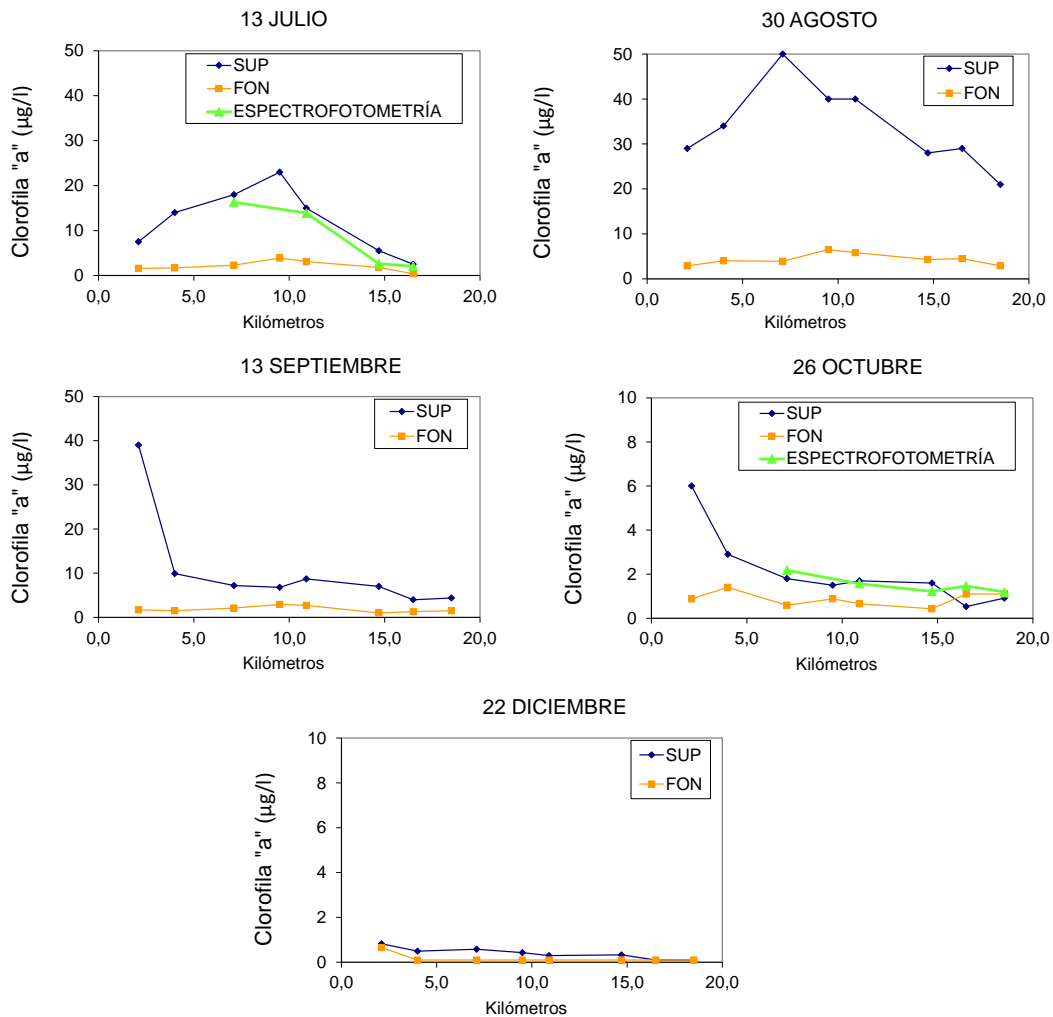 13 JULIO
50
40
30
20
10
0
Clorofila "a" (µg/l)
SUP
FON
ESPECTROFOTOMETRÍA
0,0 5,0 10,0 15,0 20,0
Kilómetros
30 AGOSTO
50
40
30
20
10
0
Clorofila "a" (µg/l)
SUP
FON
0,0 5,0 10,0 15,0 20,0
Kilómetros
13 SEPTIEMBRE
50
40
30
20
10
0
Clorofila "a" (µg/l)
SUP
FON
0,0 5,0 10,0 15,0 20,0
Kilómetros
26 OCTUBRE
10
8
6
4
2
0
Clorofila "a" (µg/l)
SUP
FON
ESPECTROFOTOMETRÍA
0,0 5,0 10,0 15,0 20,0
Kilómetros
22 DICIEMBRE
10
8
6
4
2
0
Clorofila "a" (µg/l)
SUP
FON
0,0 5,0 10,0 15,0 20,0
Kilómetros